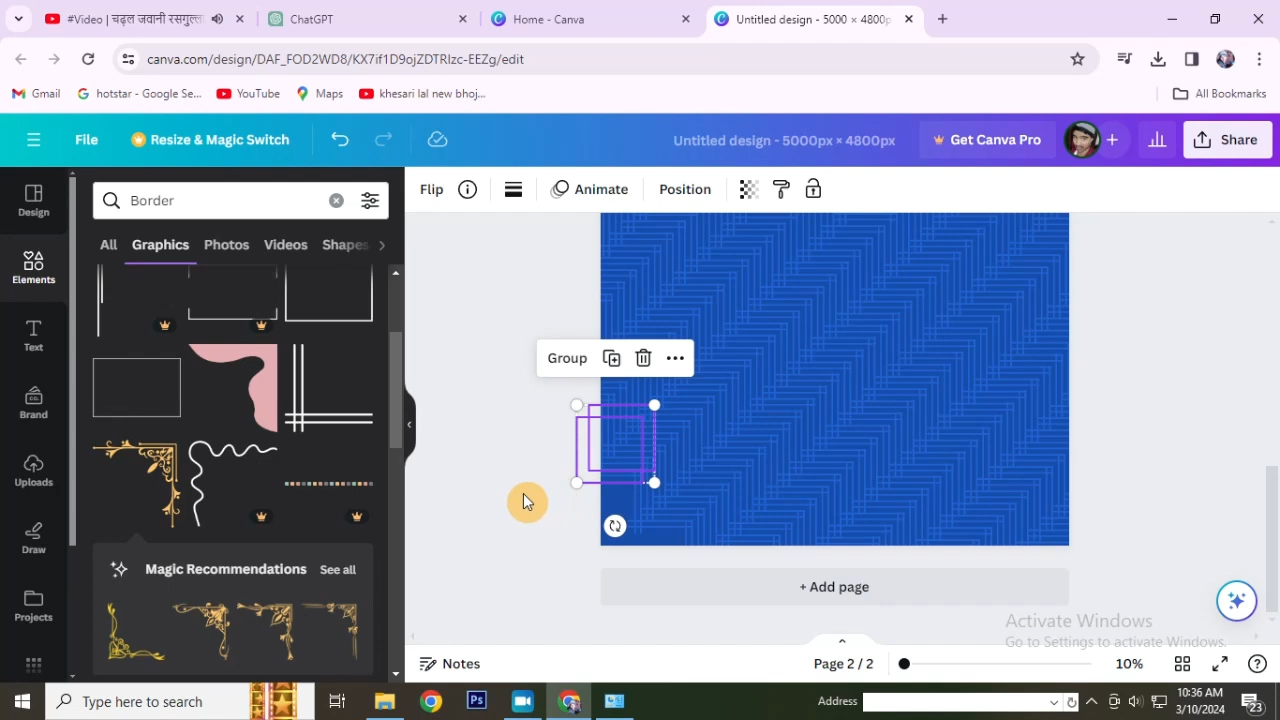 #Video | चढ़ल जवानी रसगुल्ल
ChatGPT
Home - Canva
Untitled design - 5000 × 4800p
canva.com/design/DAF_FOD2WD8/KX7if1D9ojZDTRlzc-EEZg/edit
Gmail
hotstar - Google Se...
YouTube
Maps
khesari lal new bhoj...
All Bookmarks
File
Resize & Magic Switch
Untitled design - 5000px × 4800px
Get Canva Pro
Share
Design
Elements
Text
Brand
Uploads
Draw
Projects
Border
All
Graphics
Photos
Videos
Shapes
Magic Recommendations
See all
Flip
Animate
Position
Group
+ Add page
Activate Windows
Go to Settings to activate Windows.
Notes
Page 2 / 2
10%
Type here to search
Ps
Address
10:36 AM
3/10/2024
23